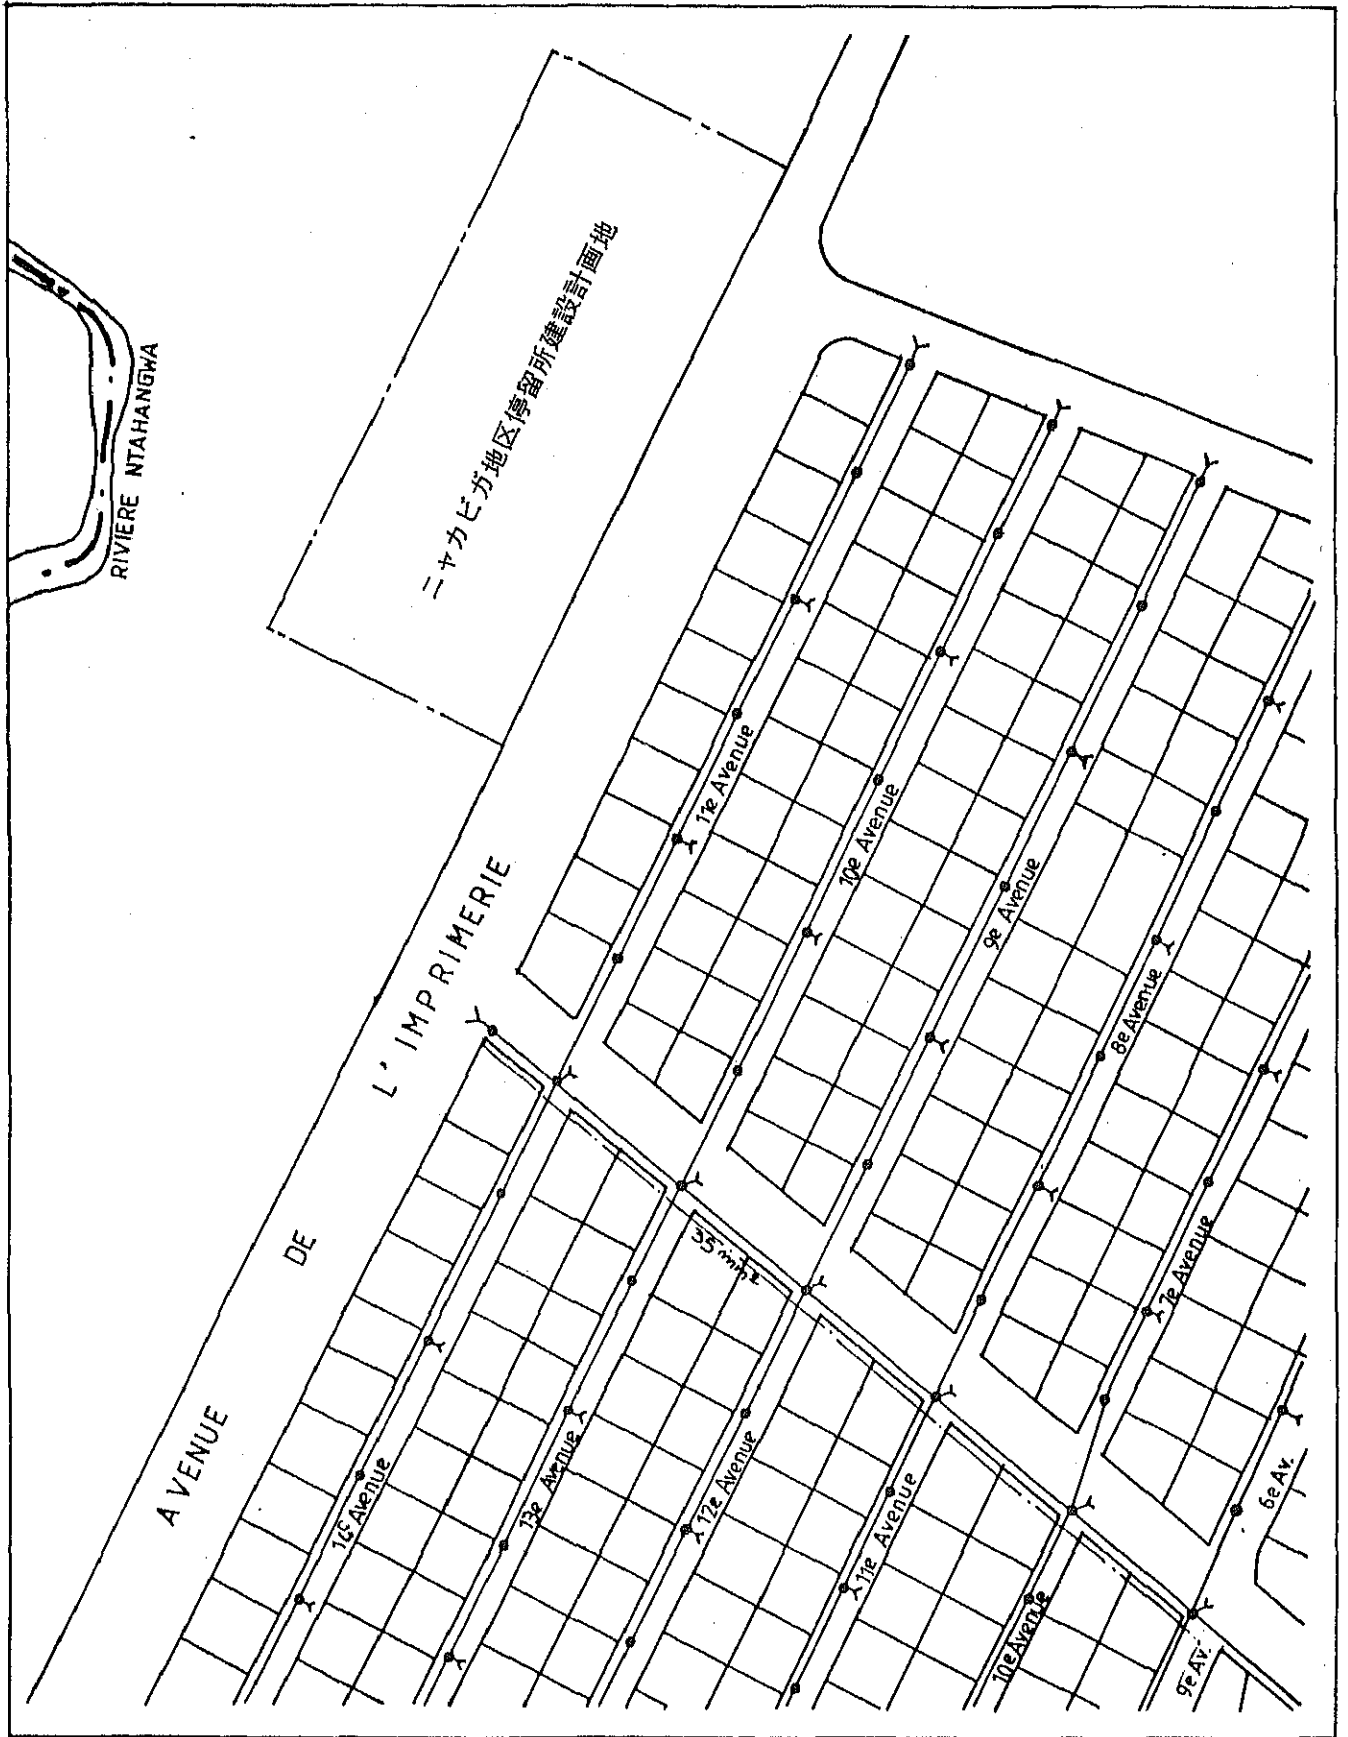 RIVIERE NTAHANGWA
ニャカビガ地区停留所建設計画地
AVENUE DE L'IMPRIMERIE
11e Avenue
10e Avenue
9e Avenue
8e Avenue
7e Avenue
6e Av.
14e Avenue
13e Avenue
12e Avenue
11e Avenue
10e Avenue
9e Av.